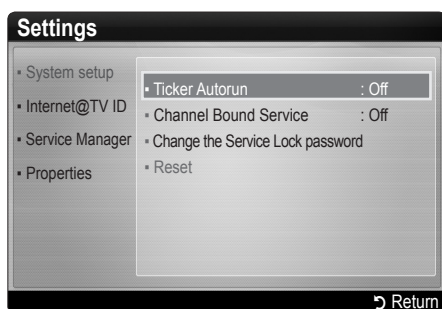 Settings
▪ System setup
▪ Internet@TV ID
▪ Service Manager
▪ Properties
▪ Ticker Autorun : Off
▪ Channel Bound Service : Off
▪ Change the Service Lock password
▪ Reset
Return